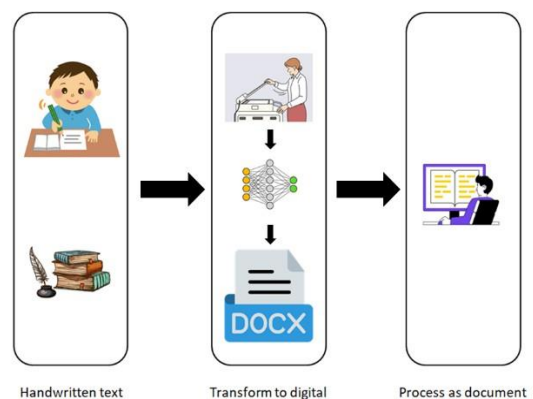 DOCX
Handwritten text
Transform to digital
Process as document